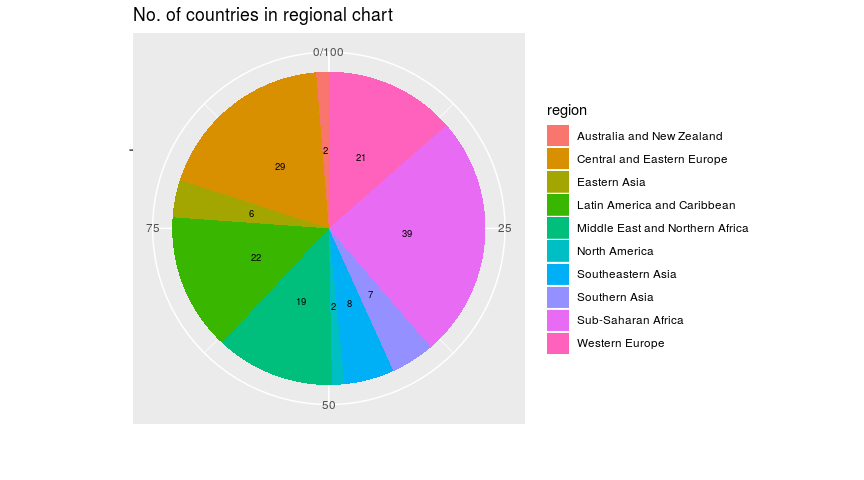 No. of countries in regional chart
0/100
25
50
75
-
2
21
29
39
6
22
7
8
2
19
region
Australia and New Zealand
Central and Eastern Europe
Eastern Asia
Latin America and Caribbean
Middle East and Northern Africa
North America
Southeastern Asia
Southern Asia
Sub-Saharan Africa
Western Europe